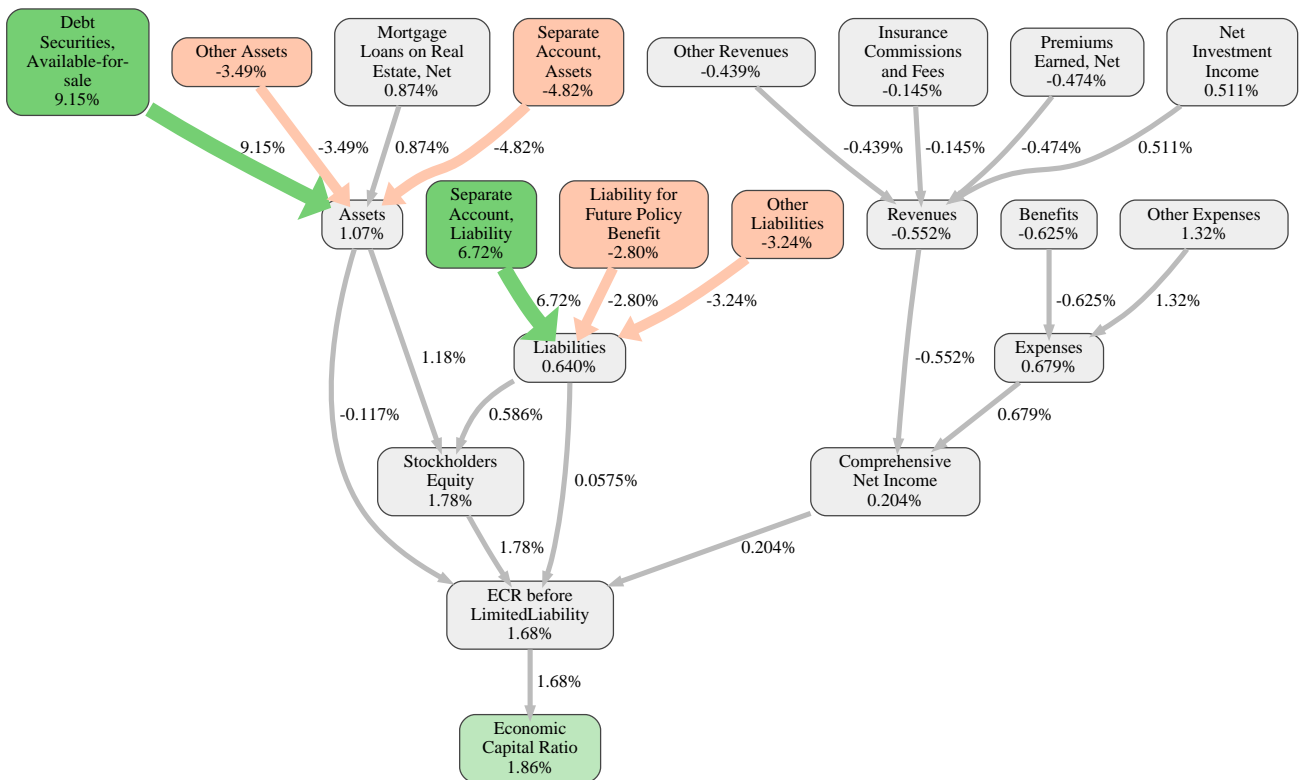 Debt
Securities,
Available-for-
sale
9.15%
Other Assets
-3.49%
Mortgage
Loans on Real
Estate, Net
0.874%
Separate
Account,
Assets
-4.82%
Other Revenues
-0.439%
Insurance
Commissions
and Fees
-0.145%
Premiums
Earned, Net
-0.474%
Net
Investment
Income
0.511%
9.15%
-3.49%
0.874%
-4.82%
-0.439%
-0.145%
-0.474%
0.511%
Assets
1.07%
Separate
Account,
Liability
6.72%
Liability for
Future Policy
Benefit
-2.80%
Other
Liabilities
-3.24%
Revenues
-0.552%
Benefits
-0.625%
Other Expenses
1.32%
6.72%
-2.80%
-3.24%
-0.625%
1.32%
Liabilities
0.640%
Expenses
0.679%
1.18%
-0.552%
-0.117%
0.586%
0.679%
Stockholders
Equity
1.78%
0.0575%
Comprehensive
Net Income
0.204%
1.78%
0.204%
ECR before
LimitedLiability
1.68%
1.68%
Economic
Capital Ratio
1.86%